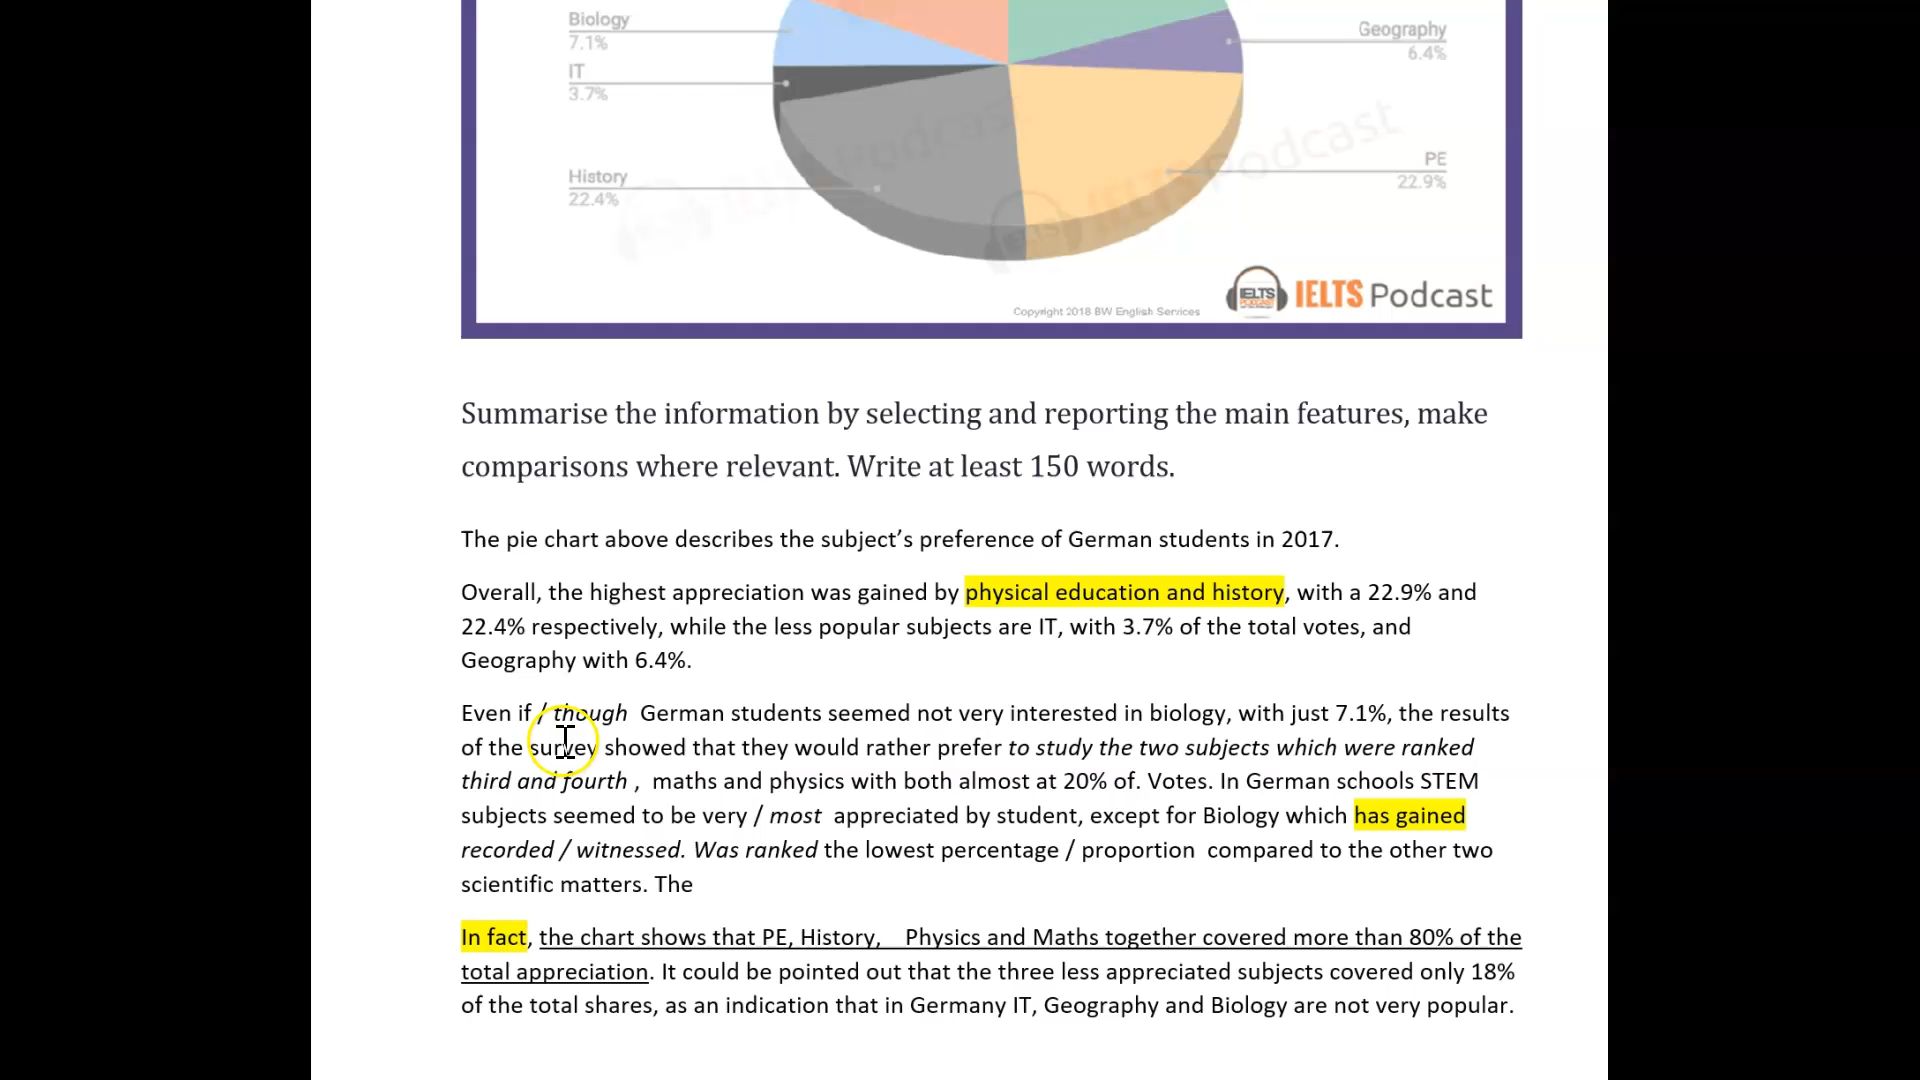 Biology
7.1%
Geography
6.4%
IT
3.7%
PE
22.9%
History
22.4%
IELTS Podcast
Copyright 2018 BW English Services
Summarise the information by selecting and reporting the main features, make
comparisons where relevant. Write at least 150 words.
The pie chart above describes the subject’s preference of German students in 2017.
Overall, the highest appreciation was gained by physical education and history, with a 22.9% and
22.4% respectively, while the less popular subjects are IT, with 3.7% of the total votes, and
Geography with 6.4%.
Even if / though German students seemed not very interested in biology, with just 7.1%, the results
of the survey showed that they would rather prefer to study the two subjects which were ranked
third and fourth , maths and physics with both almost at 20% of. Votes. In German schools STEM
subjects seemed to be very / most appreciated by student, except for Biology which has gained
recorded / witnessed. Was ranked the lowest percentage / proportion compared to the other two
scientific matters. The
In fact, the chart shows that PE, History, Physics and Maths together covered more than 80% of the
total appreciation. It could be pointed out that the three less appreciated subjects covered only 18%
of the total shares, as an indication that in Germany IT, Geography and Biology are not very popular.